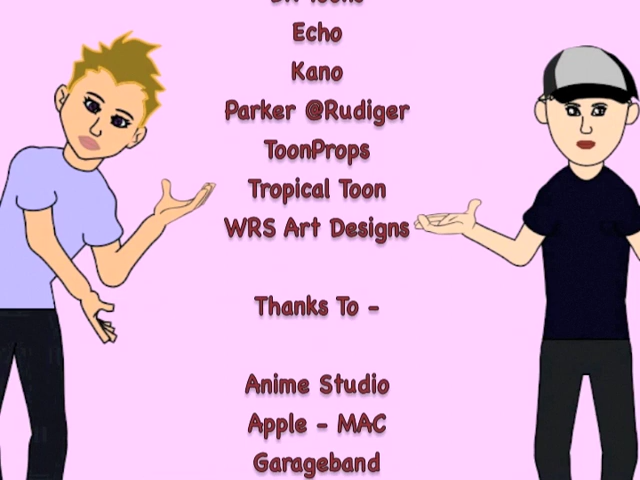 Echo
Kano
Parker @Rudiger
ToonProps
Tropical Toon
WRS Art Designs
Thanks To -
Anime Studio
Apple - MAC
Garageband